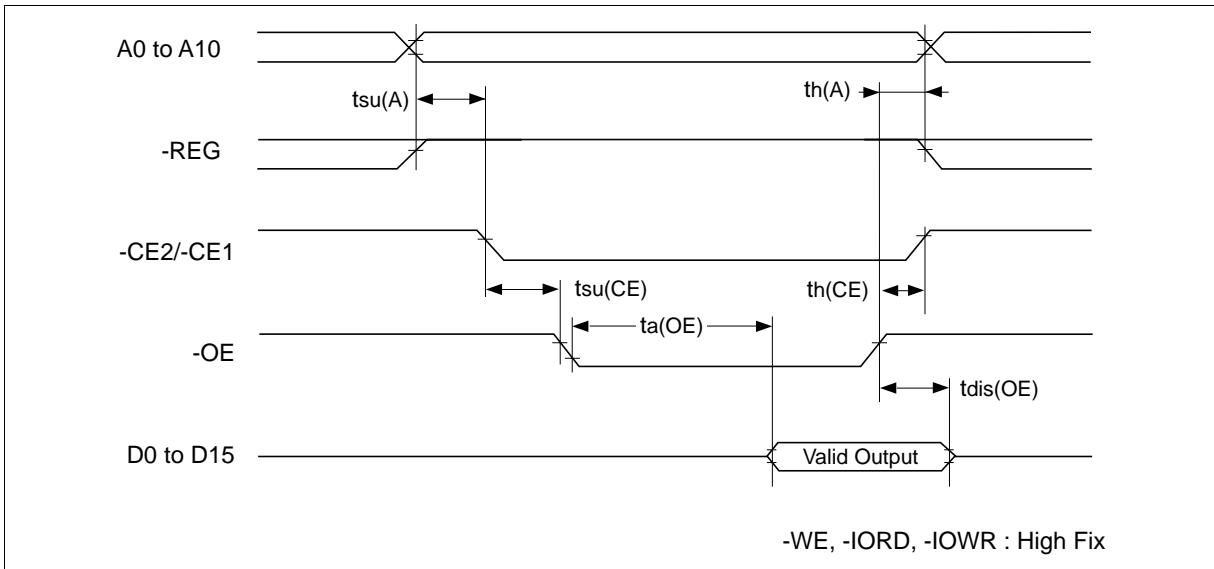 A0 to A10
tsu(A)
th(A)
-REG
-CE2/-CE1
tsu(CE)
th(CE)
ta(OE)
-OE
tdis(OE)
D0 to D15
Valid Output
-WE, -IORD, -IOWR : High Fix